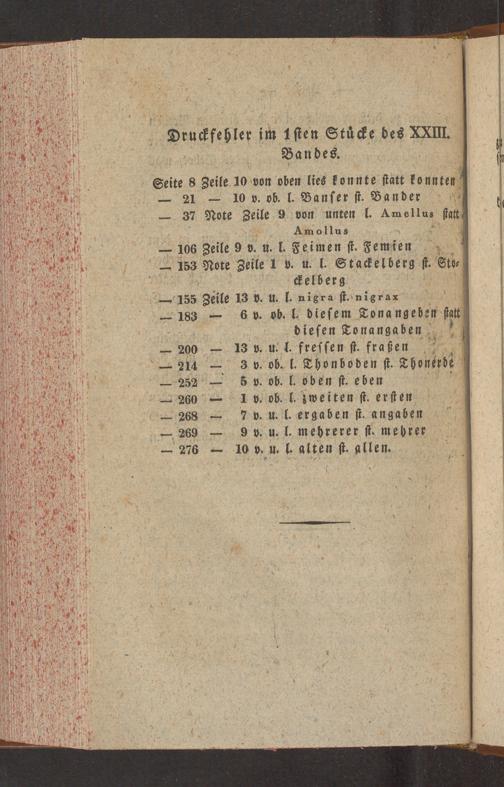 Druckfehler im 1sten Stücke des XXIII.
Bandes.
Seite 8 Zeile 10 von oben lies konnte statt konnten
— 21 — 10 v. ob. l. Banser st. Bander
— 37 Note Zeile 9 von unten l. Amellus statt
Amollus
— 106 Zeile 9 v. u. l. Feimen st. Femien
— 153 Note Zeile 1 v. u. l. Stackelberg st. Sto-
ckelberg
— 155 Zeile 13 v. u. l. nigra st. nigrax
— 183 — 6 v. ob. l. diesem Tonangeben statt
diesen Tonangaben
— 200 — 13 v. u. l. fressen st. fraßen
— 214 — 3 v. ob. l. Thonboden st. Thonerde
— 252 — 5 v. ob. l. oben st. eben
— 260 — 1 v. ob. l. zweiten st. ersten
— 268 — 7 v. u. l. ergaben st. angaben
— 269 — 9 v. u. l. mehrerer st. mehrer
— 276 — 10 v. u. l. alten st. allen.